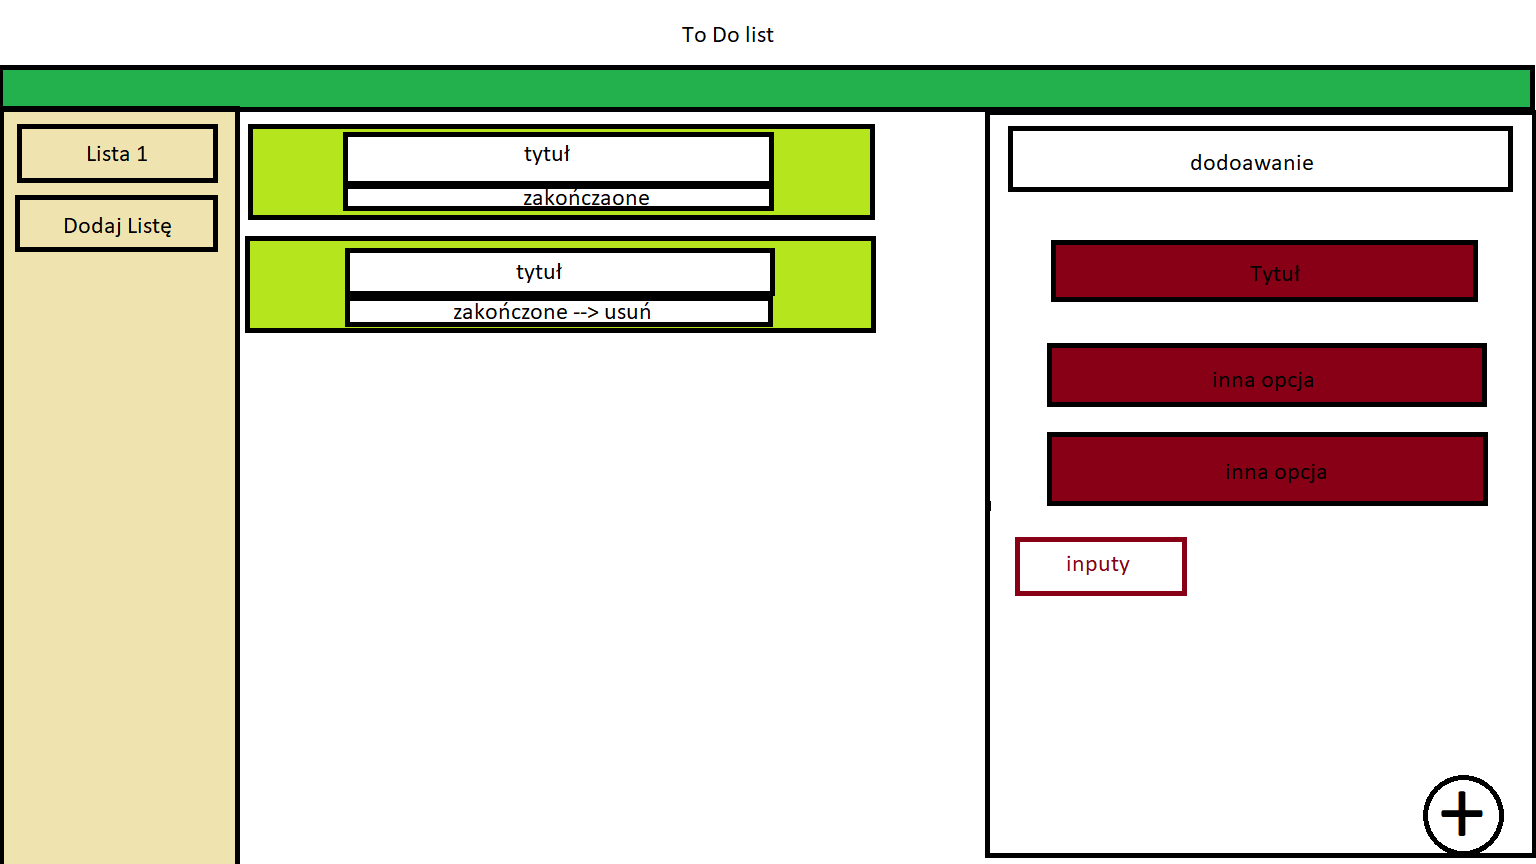 To Do list
Lista 1
Dodaj Listę
tytuł
zakończaone
tytuł
zakończone --> usuń
dodoawanie
Tytuł
inna opcja
inna opcja
inputy
+